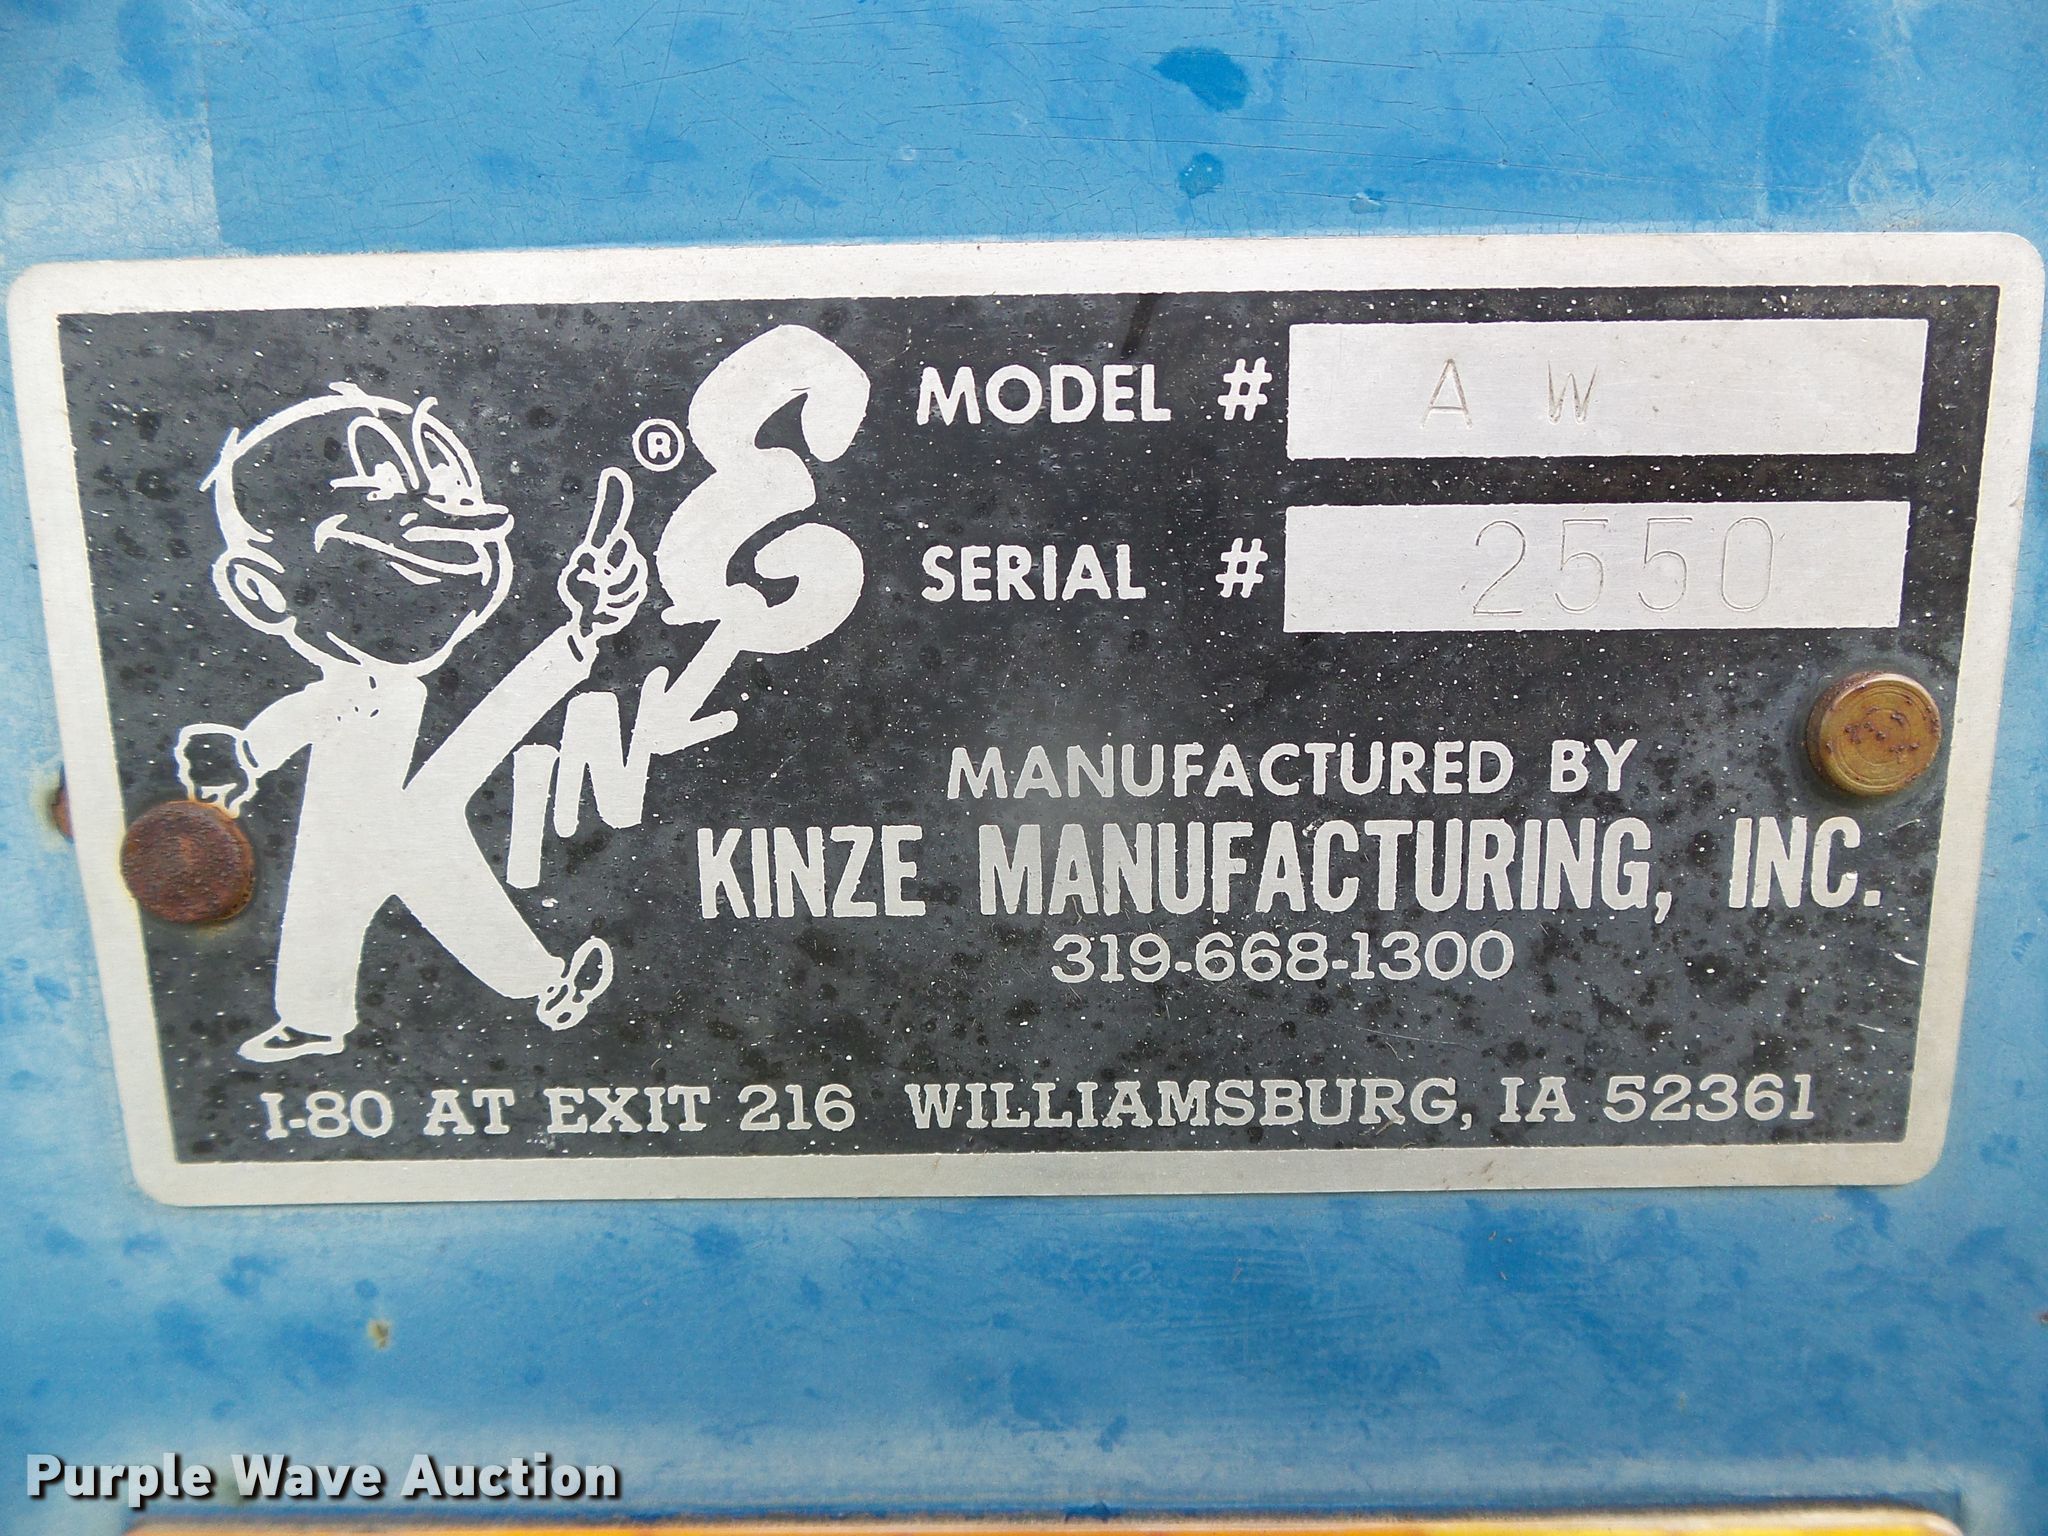 KINZE ®
MODEL # A W
SERIAL # 2550
MANUFACTURED BY
KINZE MANUFACTURING, INC.
319-668-1300
I-80 AT EXIT 216 WILLIAMSBURG, IA 52361
Purple Wave Auction